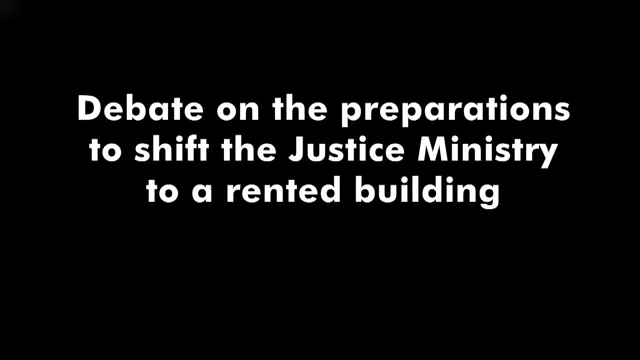 Debate on the preparations
to shift the Justice Ministry
to a rented building